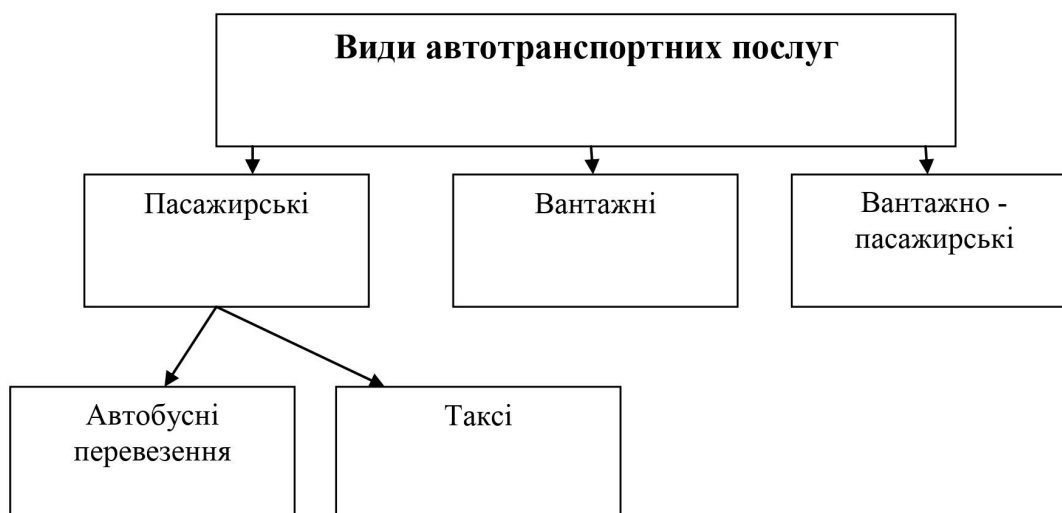 Види автотранспортних послуг
Пасажирські
Вантажні
Вантажно -
пасажирські
Автобусні
перевезення
Таксі